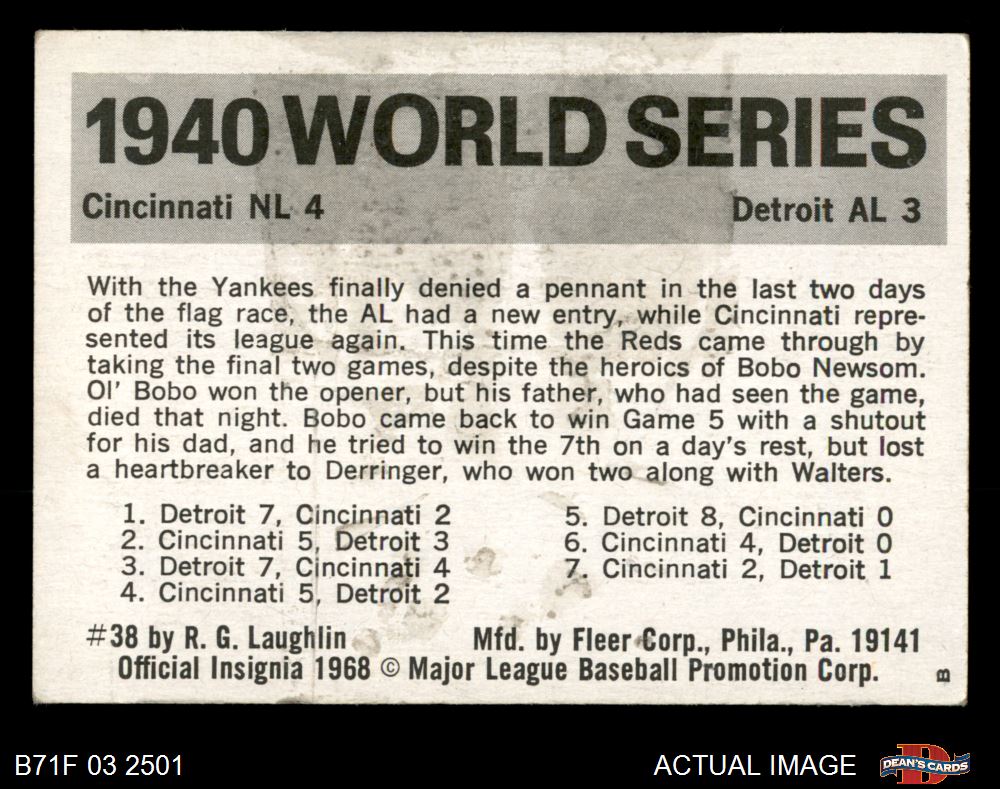 1940 WORLD SERIES
Cincinnati NL 4 Detroit AL 3
With the Yankees finally denied a pennant in the last two days
of the flag race, the AL had a new entry, while Cincinnati repre-
sented its league again. This time the Reds came through by
taking the final two games, despite the heroics of Bobo Newsom.
Ol' Bobo won the opener, but his father, who had seen the game,
died that night. Bobo came back to win Game 5 with a shutout
for his dad, and he tried to win the 7th on a day's rest, but lost
a heartbreaker to Derringer, who won two along with Walters.
1. Detroit 7, Cincinnati 2
2. Cincinnati 5, Detroit 3
3. Detroit 7, Cincinnati 4
4. Cincinnati 5, Detroit 2
5. Detroit 8, Cincinnati 0
6. Cincinnati 4, Detroit 0
7. Cincinnati 2, Detroit 1
#38 by R. G. Laughlin Mfd. by Fleer Corp., Phila., Pa. 19141
Official Insignia 1968 © Major League Baseball Promotion Corp.
B
B71F 03 2501 ACTUAL IMAGE D DEAN'S CARDS